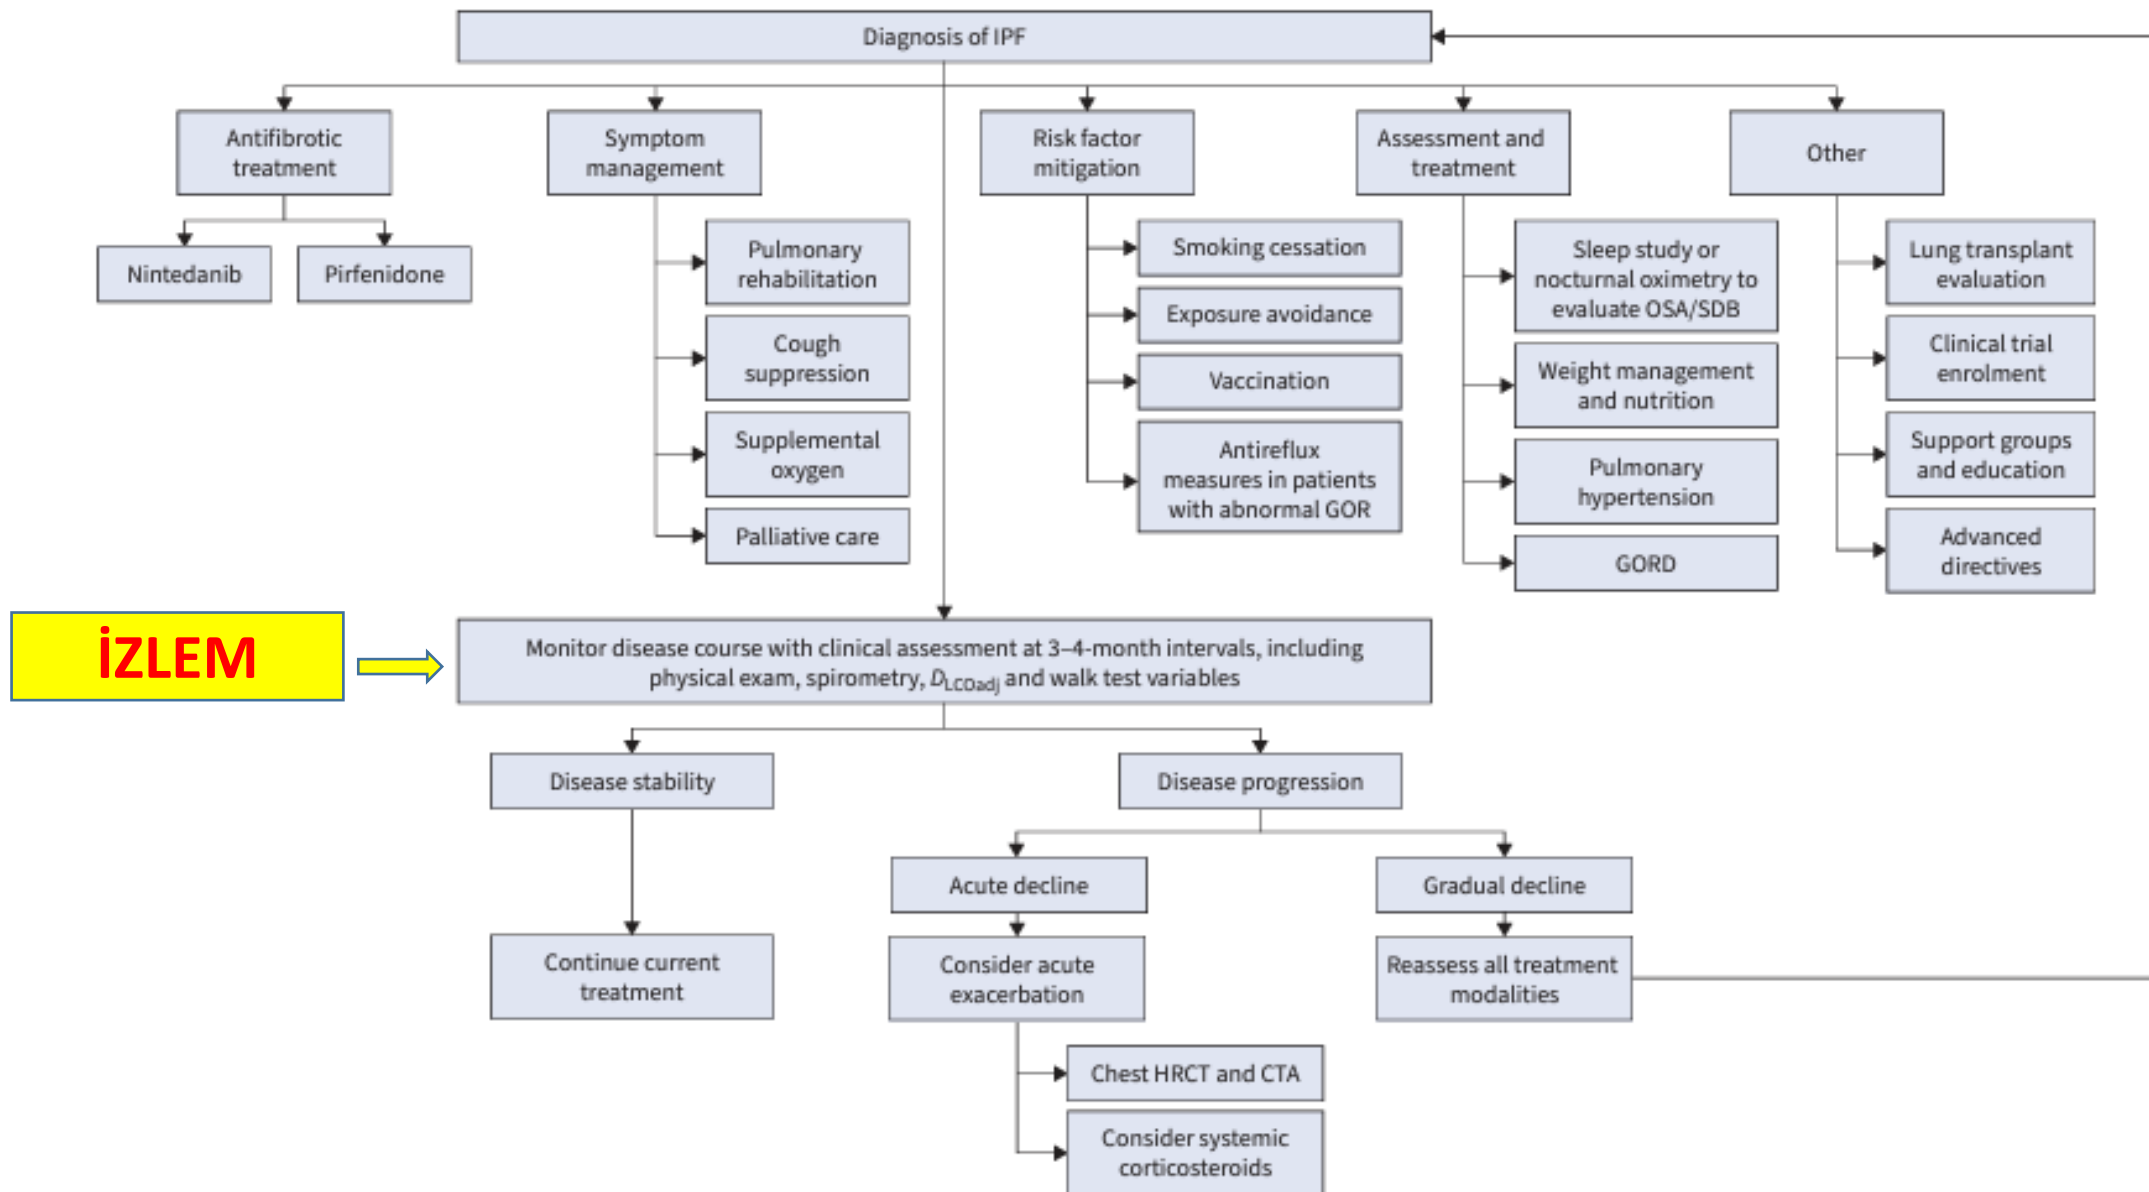 Diagnosis of IPF
Antifibrotic
treatment
Nintedanib
Pirfenidone
Symptom
management
Pulmonary
rehabilitation
Cough
suppression
Supplemental
oxygen
Palliative care
Risk factor
mitigation
Smoking cessation
Exposure avoidance
Vaccination
Antireflux
measures in patients
with abnormal GOR
Assessment and
treatment
Sleep study or
nocturnal oximetry to
evaluate OSA/SDB
Weight management
and nutrition
Pulmonary
hypertension
GORD
Other
Lung transplant
evaluation
Clinical trial
enrolment
Support groups
and education
Advanced
directives
İZLEM
Monitor disease course with clinical assessment at 3–4-month intervals, including
physical exam, spirometry, DLCOadj and walk test variables
Disease stability
Continue current
treatment
Disease progression
Acute decline
Consider acute
exacerbation
Chest HRCT and CTA
Consider systemic
corticosteroids
Gradual decline
Reassess all treatment
modalities